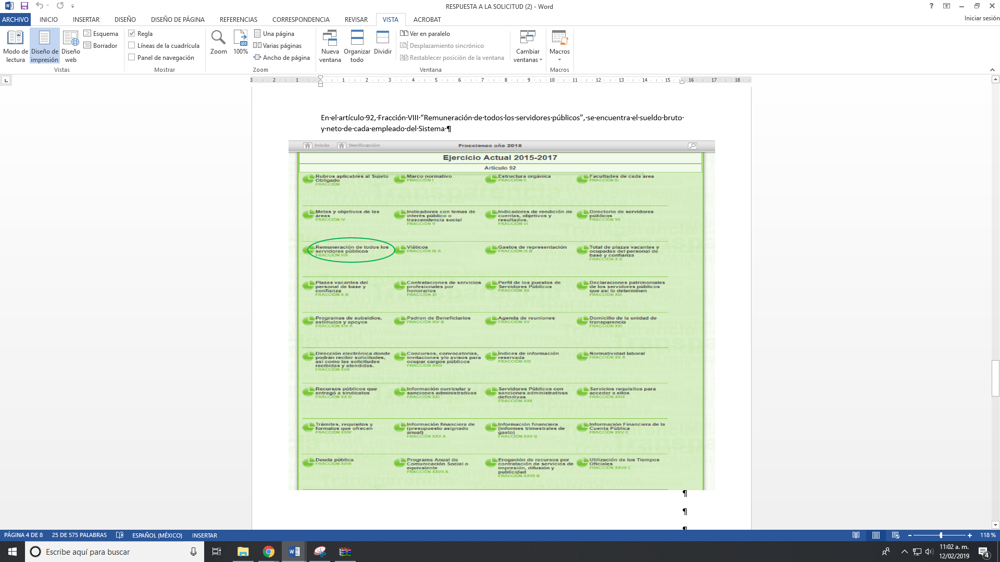 RESPUESTA A LA SOLICITUD (2) - Word
ARCHIVO INICIO INSERTAR DISEÑO DISEÑO DE PÁGINA REFERENCIAS CORRESPONDENCIA REVISAR VISTA ACROBAT Iniciar sesión
Modo de lectura
Diseño de impresión
Diseño web
Esquema
Borrador
Vistas
Regla
Líneas de la cuadrícula
Panel de navegación
Mostrar
Zoom
100%
Una página
Varias páginas
Ancho de página
Zoom
Nueva ventana
Organizar todo
Dividir
Ver en paralelo
Desplazamiento sincrónico
Restablecer posición de la ventana
Ventana
Cambiar ventanas
Macros
Macros
3 2 1 1 2 3 4 5 6 7 8 9 10 11 12 13 14 15 16 17 18
En·el·artículo·92,·Fracción·VIII·“Remuneración·de·todos·los·servidores·públicos”,·se·encuentra·el·sueldo·bruto·
y·neto·de·cada·empleado·del·Sistema·¶
Inicio Verificación Fracciones año 2018
Ejercicio Actual 2015-2017
Artículo 92
Rubros aplicables al Sujeto
Obligado
FRACCIÓN
Marco normativo
FRACCIÓN I
Estructura orgánica
FRACCIÓN II
Facultades de cada área
FRACCIÓN III
Metas y objetivos de las
áreas
FRACCIÓN IV
Indicadores con temas de
interés público o
trascendencia social
FRACCIÓN V
Indicadores de rendición de
cuentas, objetivos y
resultados.
FRACCIÓN VI
Directorio de servidores
públicos
FRACCIÓN VII
Remuneración de todos los
servidores públicos
FRACCIÓN VIII
Viáticos
FRACCIÓN IX A
Gastos de representación
FRACCIÓN IX B
Total de plazas vacantes y
ocupadas del personal de
base y confianza
FRACCIÓN X B
Plazas vacantes del
personal de base y
confianza
FRACCIÓN X B
Contrataciones de servicios
profesionales por
honorarios
FRACCIÓN XI
Perfil de los puestos de
Servidores Públicos
FRACCIÓN XII
Declaraciones patrimoniales
de los servidores públicos
que así lo determinen
FRACCIÓN XIII
Programas de subsidios,
estímulos y apoyos
FRACCIÓN XIV A
Padron de Beneficiarios
FRACCIÓN XIV B
Agenda de reuniones
FRACCIÓN XV
Domicilio de la unidad de
transparencia
FRACCIÓN XVI
Dirección electrónica donde
podrán recibir solicitudes,
así como las solicitudes
recibidas y atendidas.
FRACCIÓN XVII
Concursos, convocatorias,
invitaciones y/o avisos para
ocupar cargos públicos
FRACCIÓN XVIII
Índices de información
reservada
FRACCIÓN XIX
Normatividad laboral
FRACCIÓN XX A
Recursos públicos que
entregó a sindicatos
FRACCIÓN XX B
Información curricular y
sanciones administrativas
FRACCIÓN XXI
Servidores Públicos con
sanciones administrativas
definitivas
FRACCIÓN XXII
Servicios requisitos para
acceder a ellos
FRACCIÓN XXIII
Trámites, requisitos y
formatos que ofrecen
FRACCIÓN XXIV
Información financiera de
(presupuesto asignado
anual)
FRACCIÓN XXV A
Información financiera
(informes trimestrales de
gasto)
FRACCIÓN XXV B
Información Financiera de la
Cuenta Pública
FRACCIÓN XXV C
Deuda pública
FRACCIÓN XXVI
Programa Anual de
Comunicación Social o
equivalente
FRACCIÓN XXVII A
Erogación de recursos por
contratación de servicios de
impresión, difusión y
publicidad
FRACCIÓN XXVII B
Utilización de los Tiempos
Oficiales
FRACCIÓN XXVII C
¶
¶
¶
PÁGINA 4 DE 8 25 DE 575 PALABRAS ESPAÑOL (MÉXICO) INSERTAR 118 %
Escribe aquí para buscar
11:02 a. m.
12/02/2019
4